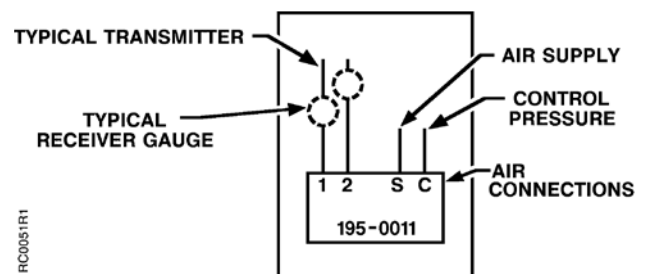 TYPICAL TRANSMITTER
AIR SUPPLY
TYPICAL
RECEIVER GAUGE
CONTROL
PRESSURE
1 2 S C
AIR
CONNECTIONS
195-0011
RC0051R1